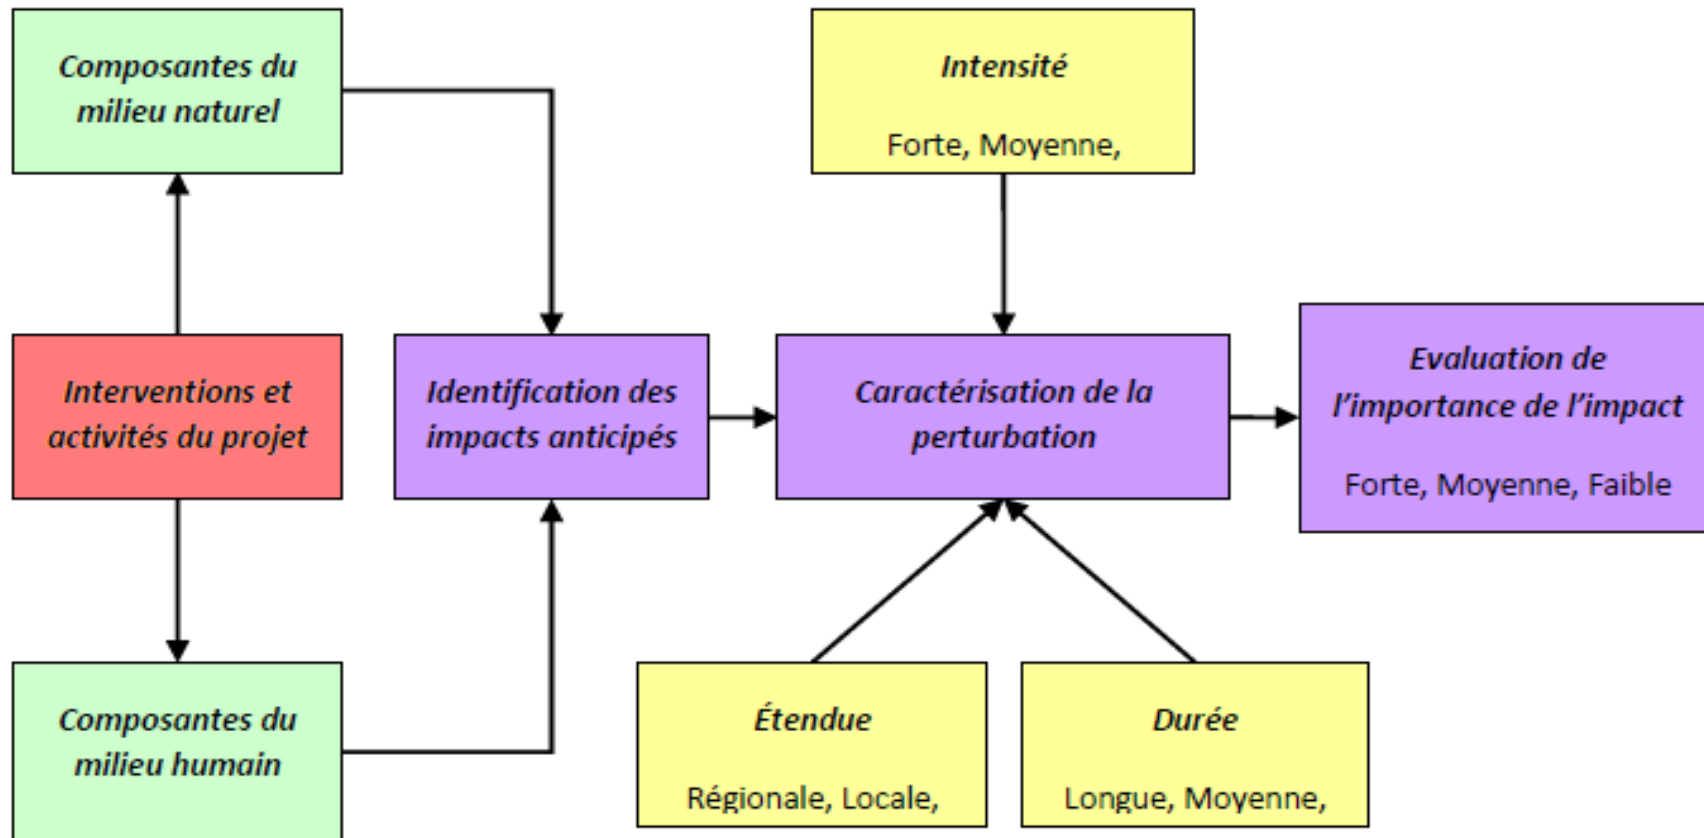 Composantes du
milieu naturel
Intensité
Forte, Moyenne,
Interventions et
activités du projet
Identification des
impacts anticipés
Caractérisation de la
perturbation
Evaluation de
l'importance de l'impact
Forte, Moyenne, Faible
Composantes du
milieu humain
Étendue
Régionale, Locale,
Durée
Longue, Moyenne,